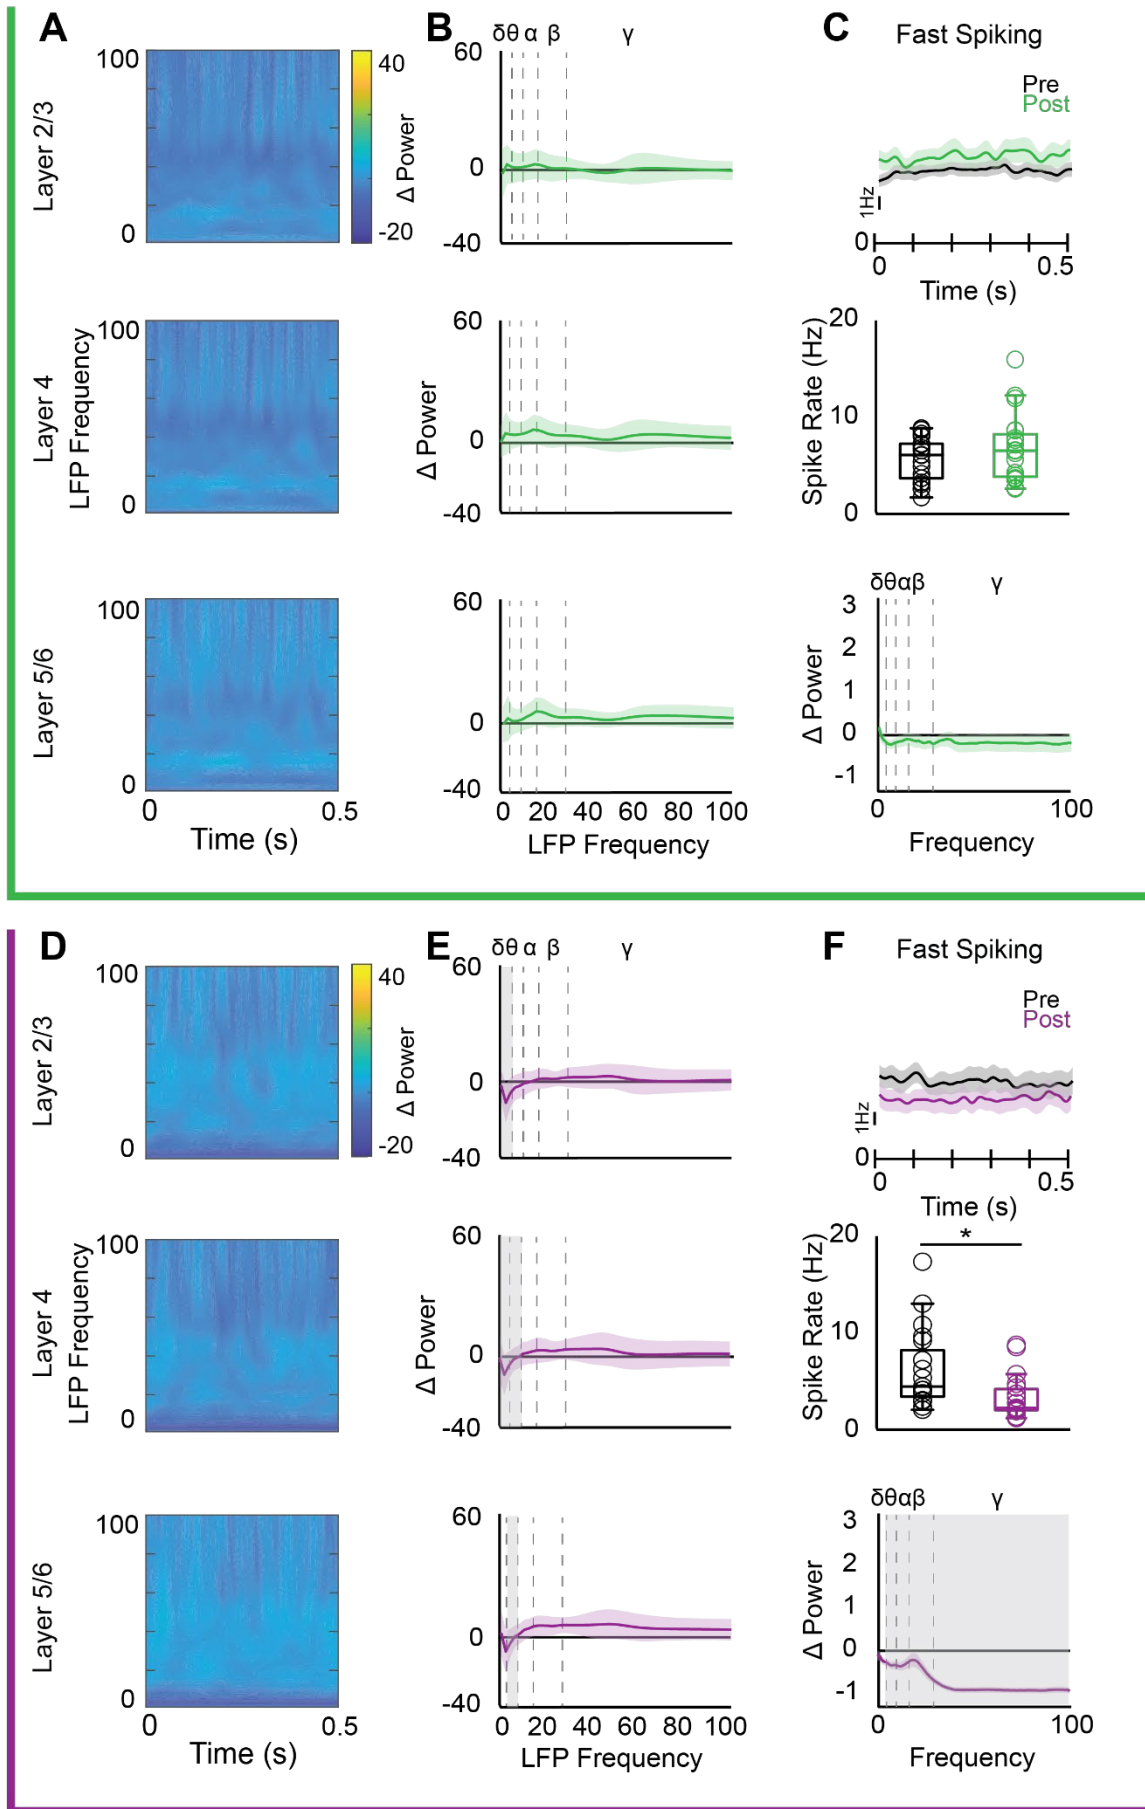 A
B
C
δθ α β γ
Fast Spiking
Layer 2/3
100
0
40
Δ Power
-20
60
0
-40
Pre
Post
1Hz
0
0 0.5
Time (s)
Layer 4
LFP Frequency
100
0
Δ Power
60
0
-40
Spike Rate (Hz)
20
10
0
Layer 5/6
100
0
0 0.5
Time (s)
60
0
-40
0 20 40 60 80 100
LFP Frequency
δθαβ γ
Δ Power
3
2
1
0
-1
0 100
Frequency
D
E
F
δθ α β γ
Fast Spiking
Layer 2/3
100
0
40
Δ Power
-20
60
0
-40
Pre
Post
1Hz
0
0 0.5
Time (s)
Layer 4
LFP Frequency
100
0
Δ Power
60
0
-40
Spike Rate (Hz)
20
10
0
*
Layer 5/6
100
0
0 0.5
Time (s)
60
0
-40
0 20 40 60 80 100
LFP Frequency
δθαβ γ
Δ Power
3
2
1
0
-1
0 100
Frequency